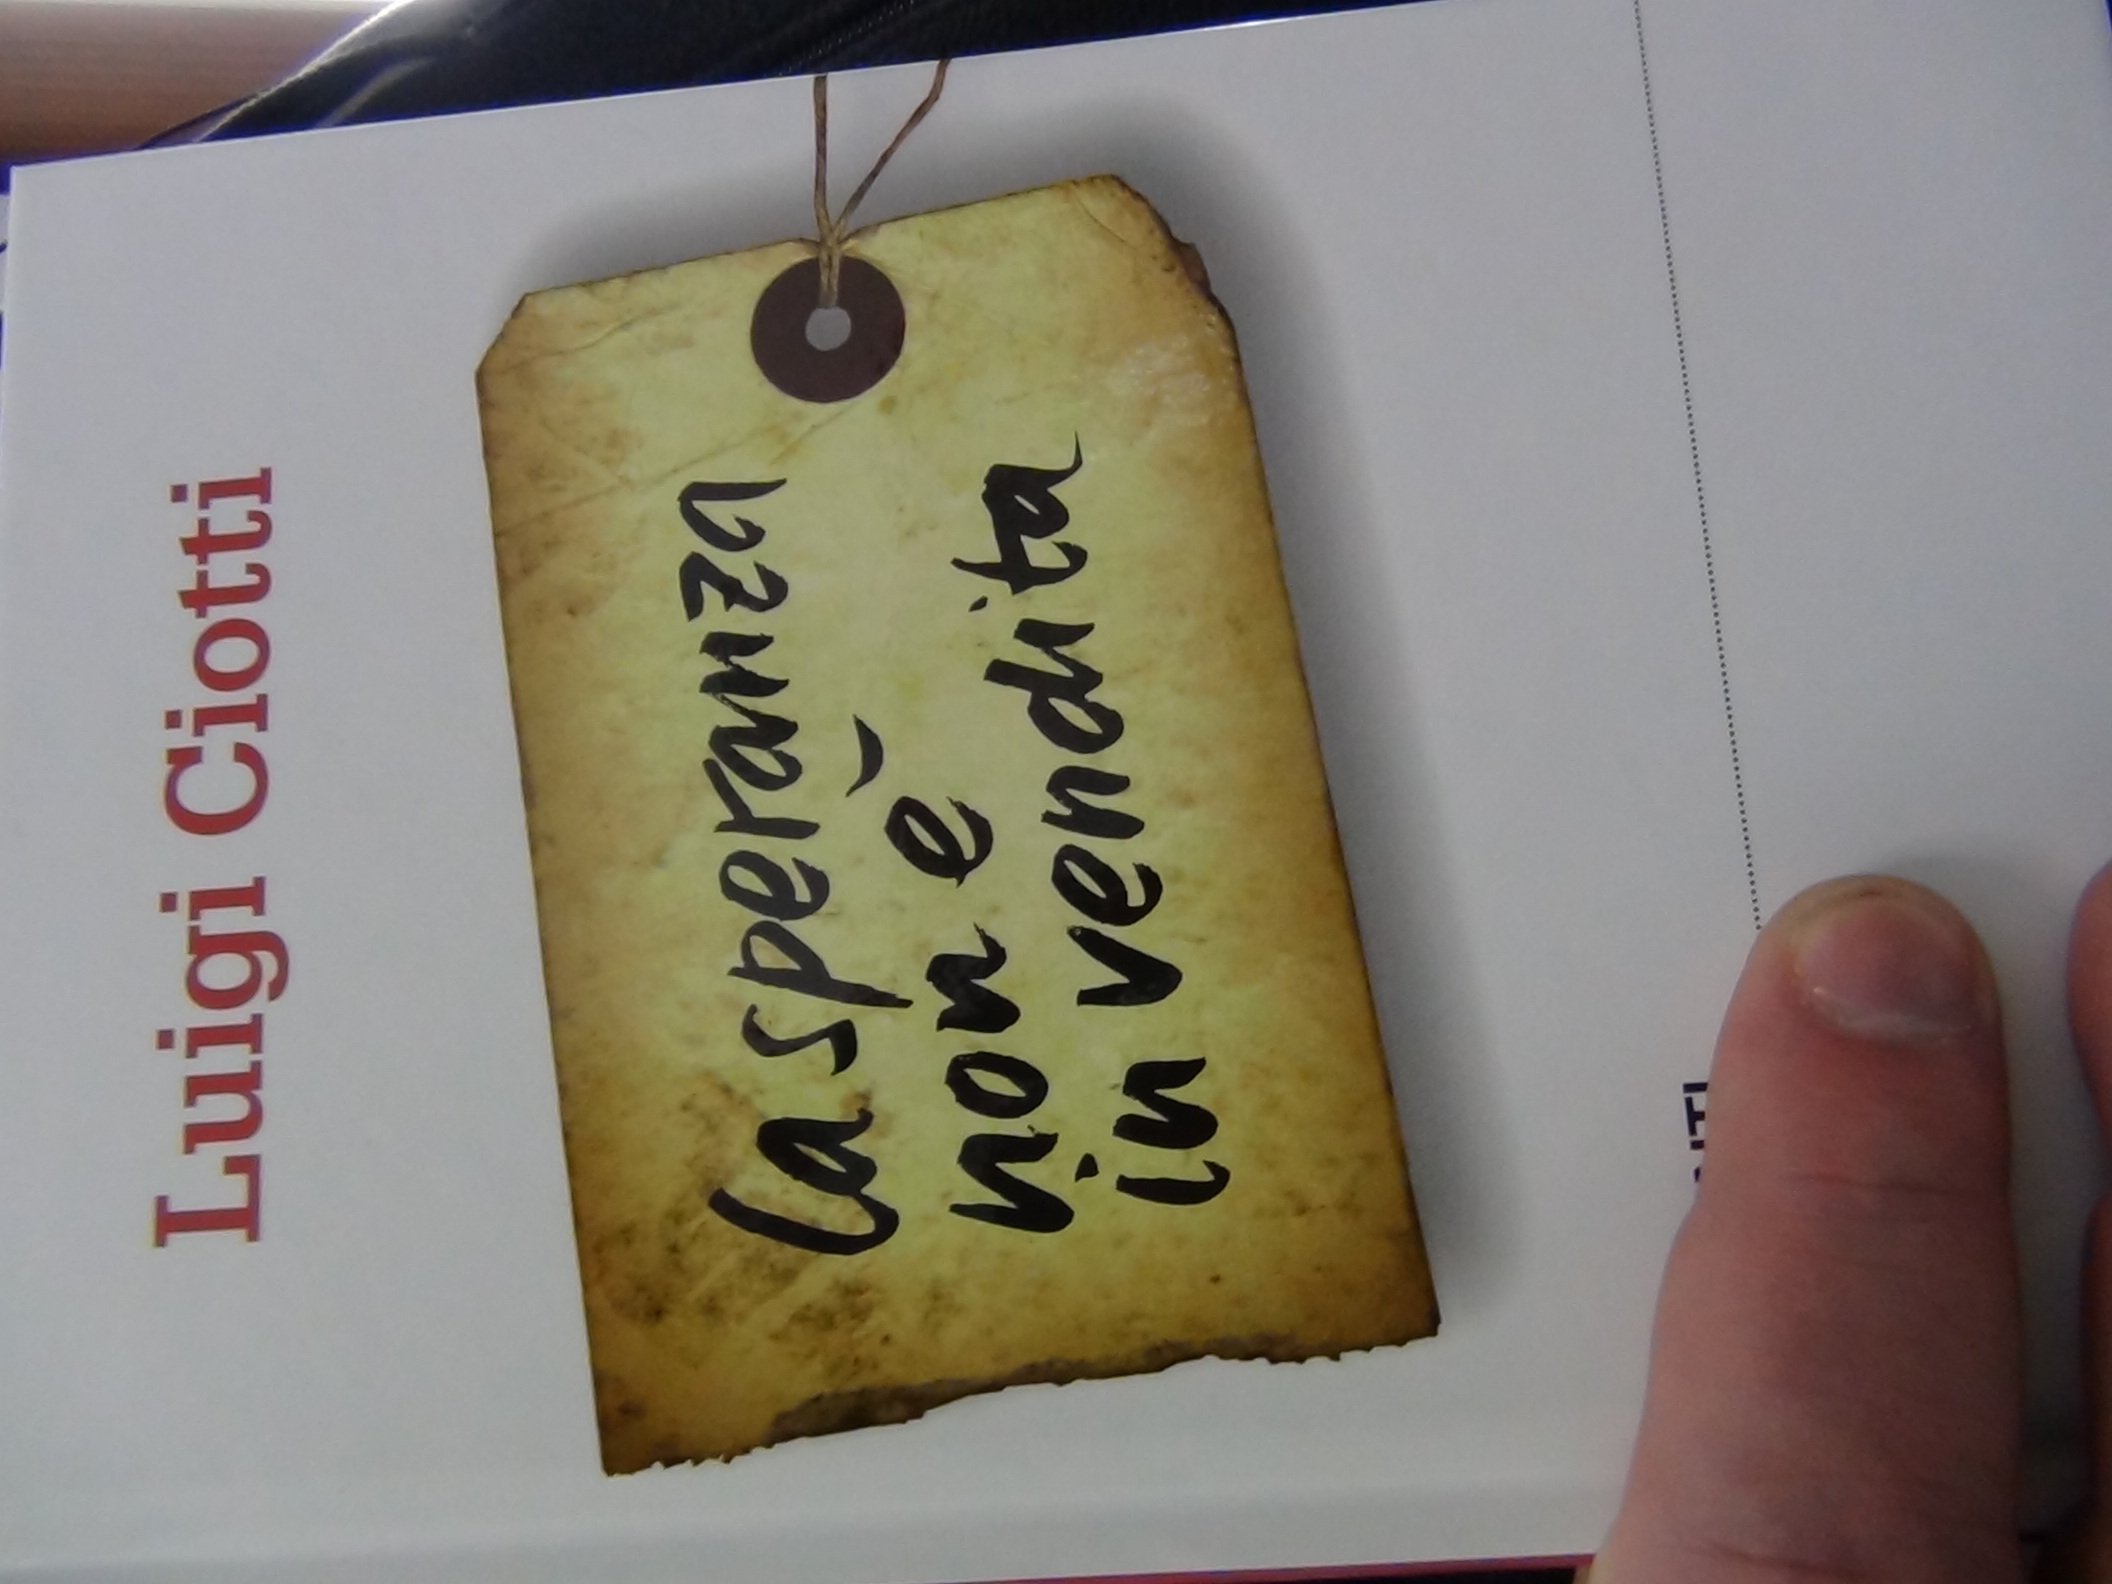 Luigi Ciotti
la speranza
non è
in vendita